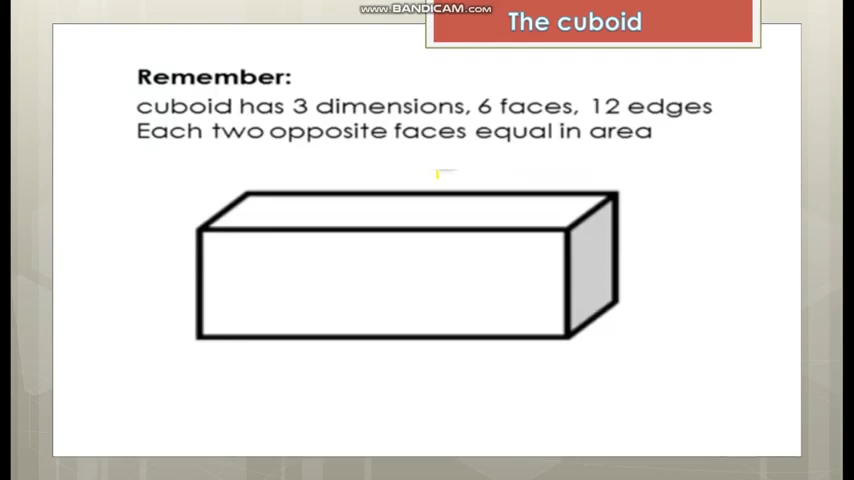 www.BANDICAM.com
The cuboid
Remember:
cuboid has 3 dimensions, 6 faces, 12 edges
Each two opposite faces equal in area